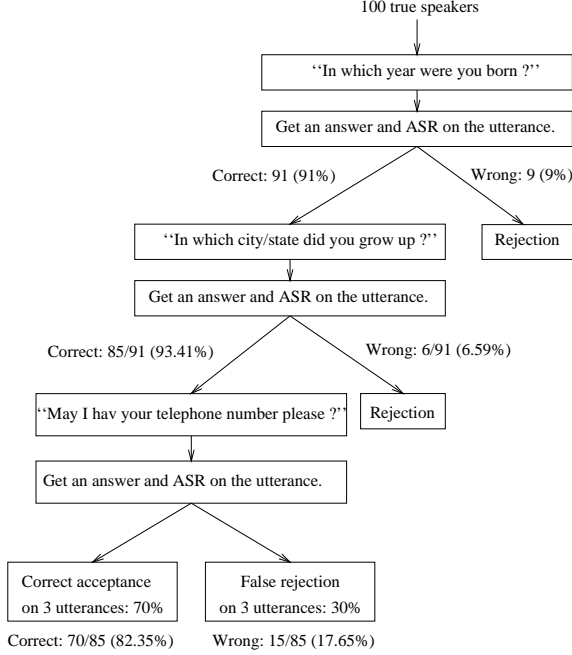 100 true speakers
‘‘In which year were you born ?’’
Get an answer and ASR on the utterance.
Correct: 91 (91%)
Wrong: 9 (9%)
‘‘In which city/state did you grow up ?’’
Rejection
Get an answer and ASR on the utterance.
Correct: 85/91 (93.41%)
Wrong: 6/91 (6.59%)
‘‘May I hav your telephone number please ?’’
Rejection
Get an answer and ASR on the utterance.
Correct acceptance
on 3 utterances: 70%
False rejection
on 3 utterances: 30%
Correct: 70/85 (82.35%)
Wrong: 15/85 (17.65%)